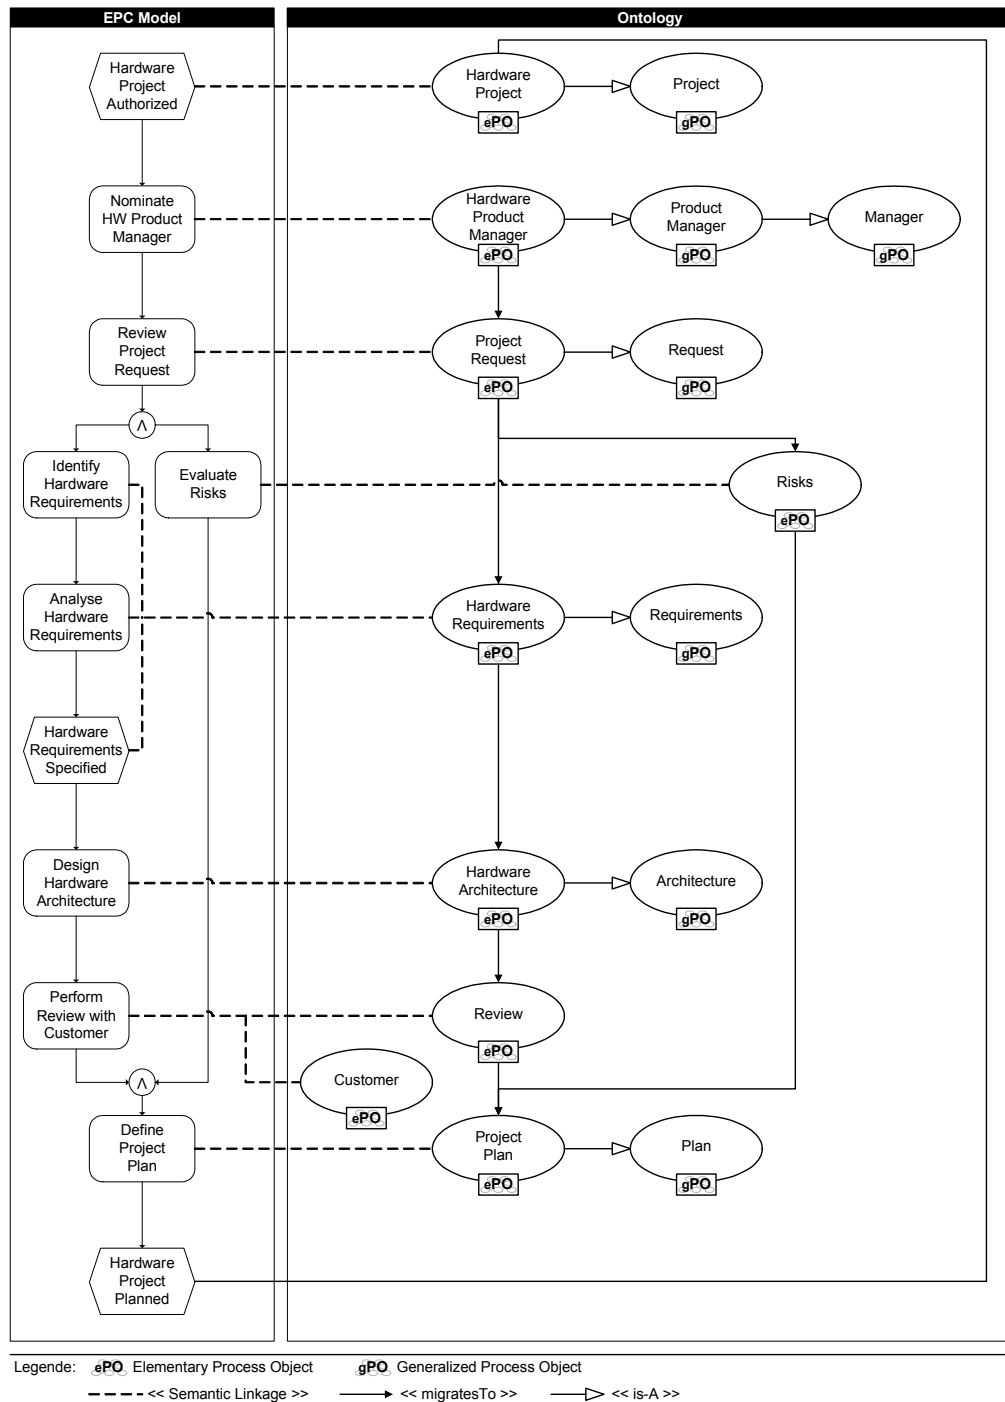 EPC Model
Ontology
Hardware
Project
Authorized
Hardware
Project
ePO
Project
gPO
Nominate
HW Product
Manager
Hardware
Product
Manager
ePO
Product
Manager
gPO
Manager
gPO
Review
Project
Request
Project
Request
ePO
Request
gPO
Λ
Identify
Hardware
Requirements
Evaluate
Risks
Risks
ePO
Analyse
Hardware
Requirements
Hardware
Requirements
ePO
Requirements
gPO
Hardware
Requirements
Specified
Design
Hardware
Architecture
Hardware
Architecture
ePO
Architecture
gPO
Perform
Review with
Customer
Review
ePO
Customer
ePO
Λ
Define
Project
Plan
Project
Plan
ePO
Plan
gPO
Hardware
Project
Planned
Legende: ePO Elementary Process Object gPO Generalized Process Object
<< Semantic Linkage >> << migratesTo >> << is-A >>